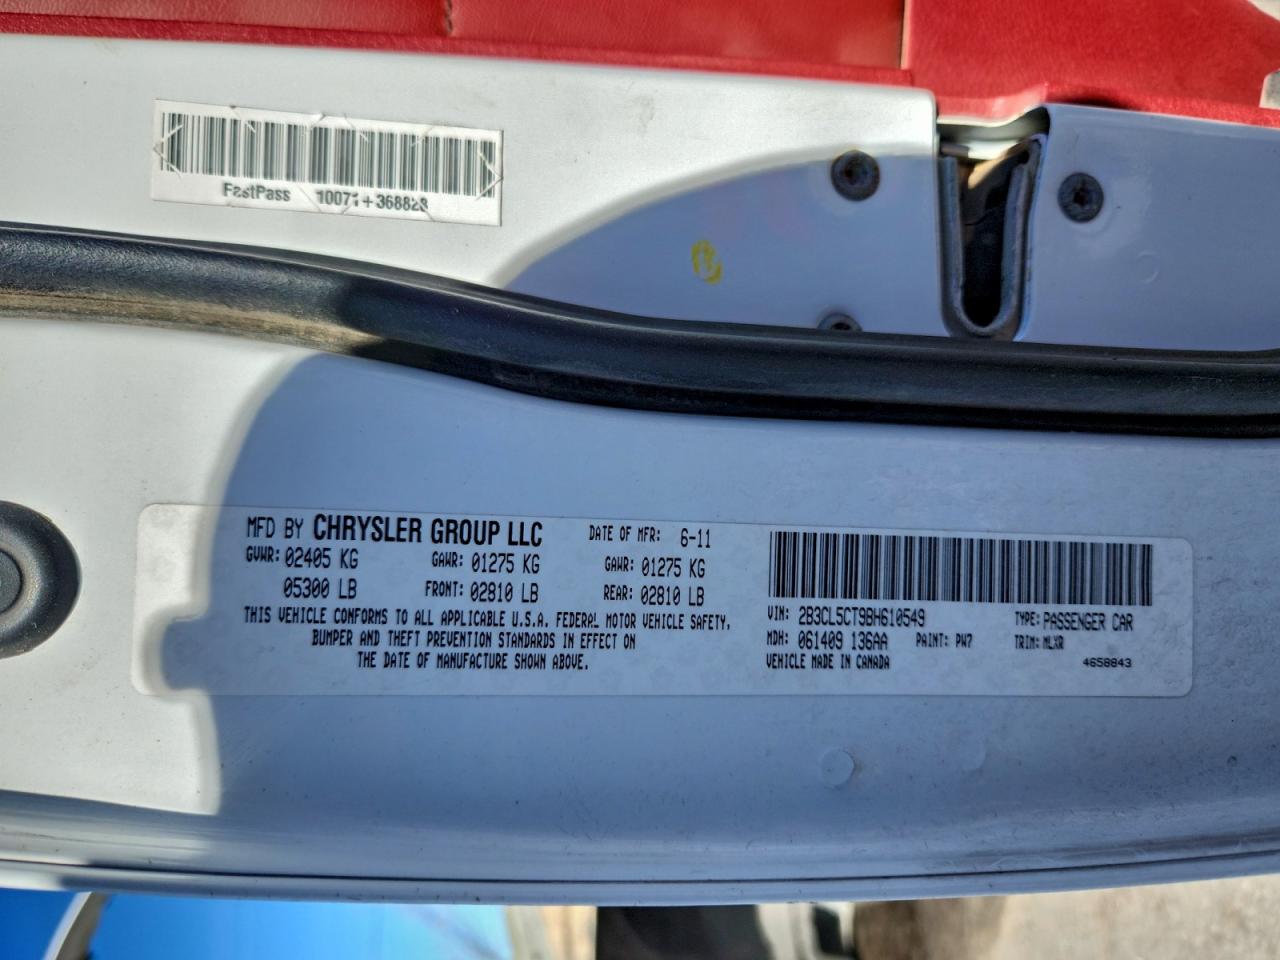 FastPass 10071+368828
MFD BY CHRYSLER GROUP LLC DATE OF MFR: 6-11
GVWR: 02405 KG GAWR: 01275 KG GAWR: 01275 KG
05300 LB FRONT: 02810 LB REAR: 02810 LB
THIS VEHICLE CONFORMS TO ALL APPLICABLE U.S.A. FEDERAL MOTOR VEHICLE SAFETY,
BUMPER AND THEFT PREVENTION STANDARDS IN EFFECT ON
THE DATE OF MANUFACTURE SHOWN ABOVE.
VIN: 2B3CL5CT9BH610549 TYPE: PASSENGER CAR
MDH: 061409 136AA PAINT: PW7 TRIM: MLXR
VEHICLE MADE IN CANADA 4658843